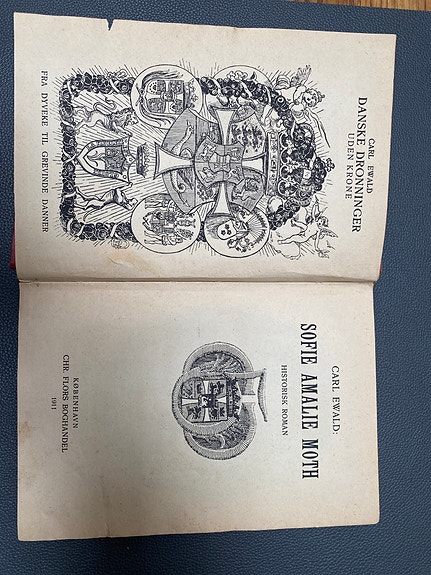 CARL EWALD
DANSKE DRONNINGER
UDEN KRONE
FRA DYVEKE TIL GREVINDE DANNER
CARL EWALD:
SOFIE AMALIE MOTH
HISTORISK ROMAN
KØBENHAVN
CHR. FLORS BOGHANDEL
1911